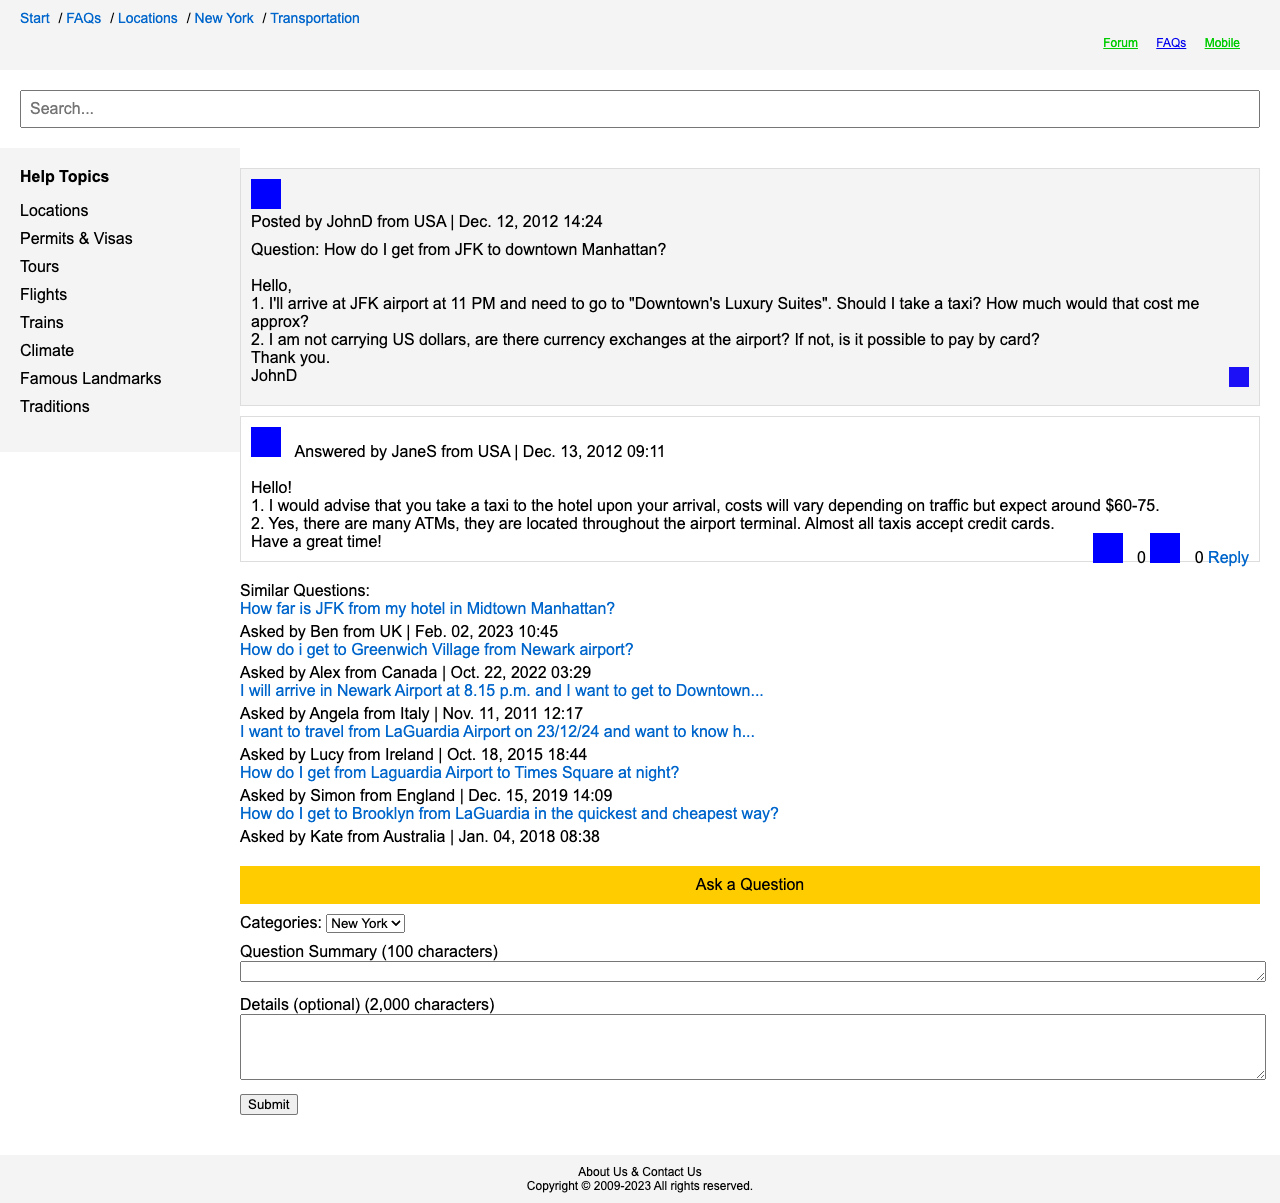 Start / FAQs / Locations / New York / Transportation
Forum FAQs Mobile
Search...
Help Topics
Locations
Permits & Visas
Tours
Flights
Trains
Climate
Famous Landmarks
Traditions
Posted by JohnD from USA | Dec. 12, 2012 14:24
Question: How do I get from JFK to downtown Manhattan?
Hello,
1. I'll arrive at JFK airport at 11 PM and need to go to "Downtown's Luxury Suites". Should I take a taxi? How much would that cost me
approx?
2. I am not carrying US dollars, are there currency exchanges at the airport? If not, is it possible to pay by card?
Thank you.
JohnD
Answered by JaneS from USA | Dec. 13, 2012 09:11
Hello!
1. I would advise that you take a taxi to the hotel upon your arrival, costs will vary depending on traffic but expect around $60-75.
2. Yes, there are many ATMs, they are located throughout the airport terminal. Almost all taxis accept credit cards.
Have a great time!
0 0 Reply
Similar Questions:
How far is JFK from my hotel in Midtown Manhattan?
Asked by Ben from UK | Feb. 02, 2023 10:45
How do i get to Greenwich Village from Newark airport?
Asked by Alex from Canada | Oct. 22, 2022 03:29
I will arrive in Newark Airport at 8.15 p.m. and I want to get to Downtown...
Asked by Angela from Italy | Nov. 11, 2011 12:17
I want to travel from LaGuardia Airport on 23/12/24 and want to know h...
Asked by Lucy from Ireland | Oct. 18, 2015 18:44
How do I get from Laguardia Airport to Times Square at night?
Asked by Simon from England | Dec. 15, 2019 14:09
How do I get to Brooklyn from LaGuardia in the quickest and cheapest way?
Asked by Kate from Australia | Jan. 04, 2018 08:38
Ask a Question
Categories: New York
Question Summary (100 characters)
Details (optional) (2,000 characters)
Submit
About Us & Contact Us
Copyright © 2009-2023 All rights reserved.